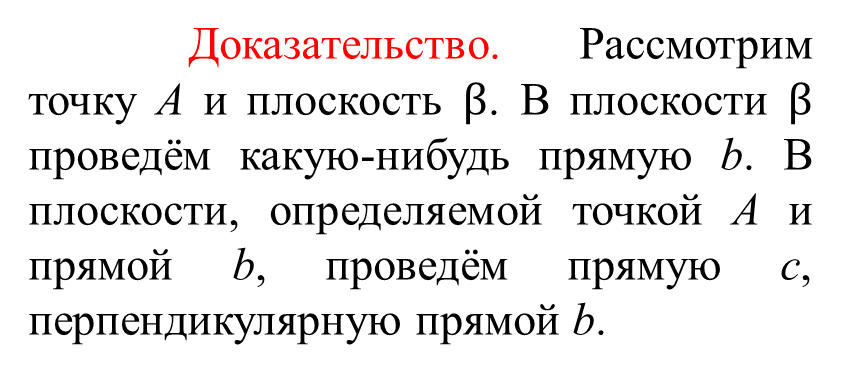 Доказательство. Рассмотрим
точку A и плоскость β. В плоскости β
проведём какую-нибудь прямую b. В
плоскости, определяемой точкой A и
прямой b, проведём прямую c,
перпендикулярную прямой b.